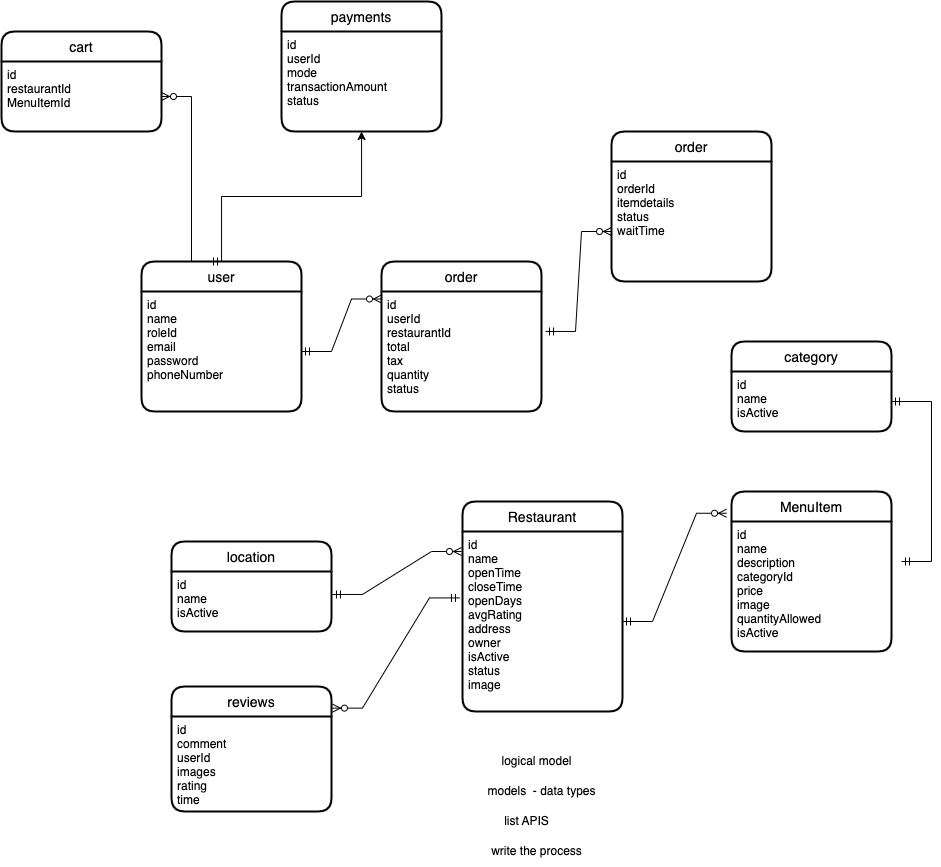 payments
id
userId
mode
transactionAmount
status
cart
id
restaurantId
MenuItemId
order
id
orderId
itemdetails
status
waitTime
user
id
name
roleId
email
password
phoneNumber
order
id
userId
restaurantId
total
tax
quantity
status
category
id
name
isActive
MenuItem
id
name
description
categoryId
price
image
quantityAllowed
isActive
Restaurant
id
name
openTime
closeTime
openDays
avgRating
address
owner
isActive
status
image
location
id
name
isActive
reviews
id
comment
userId
images
rating
time
logical model
models - data types
list APIS
write the process